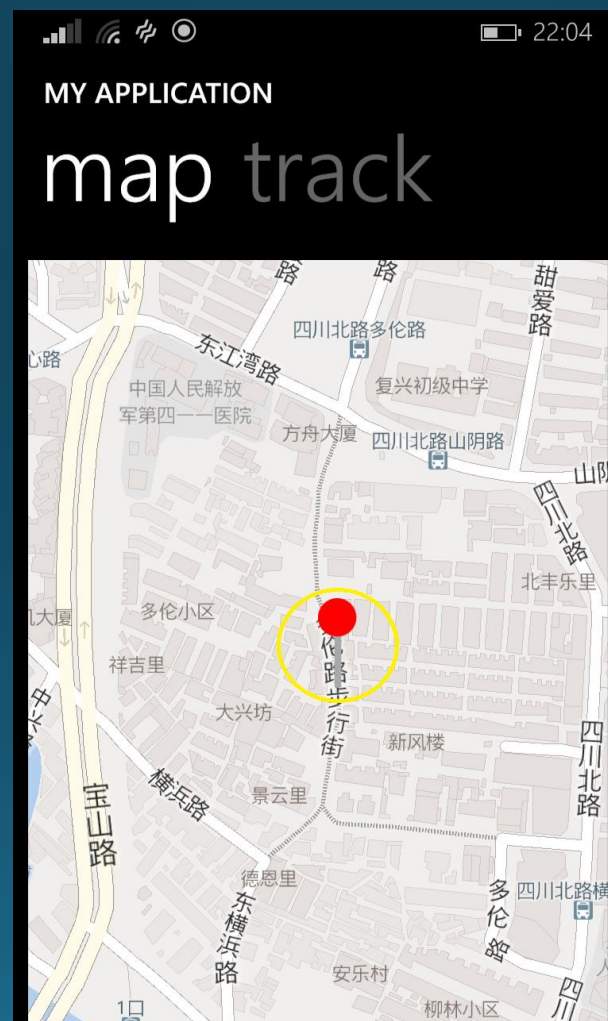 22:04
MY APPLICATION
map track
路
路
甜爱路
四川北路多伦路
东江湾路
心路
中国人民解放
军第四一一医院
复兴初级中学
方舟大厦
四川北路山阴路
山阴
四川北路
北丰乐里
多伦小区
大厦
祥吉里
伦路步行街
大兴坊
新风楼
四川北路
横浜路
景云里
宝山路
德恩里
多伦路
四川北路横
东横浜路
安乐村
四川
柳林小区
1口